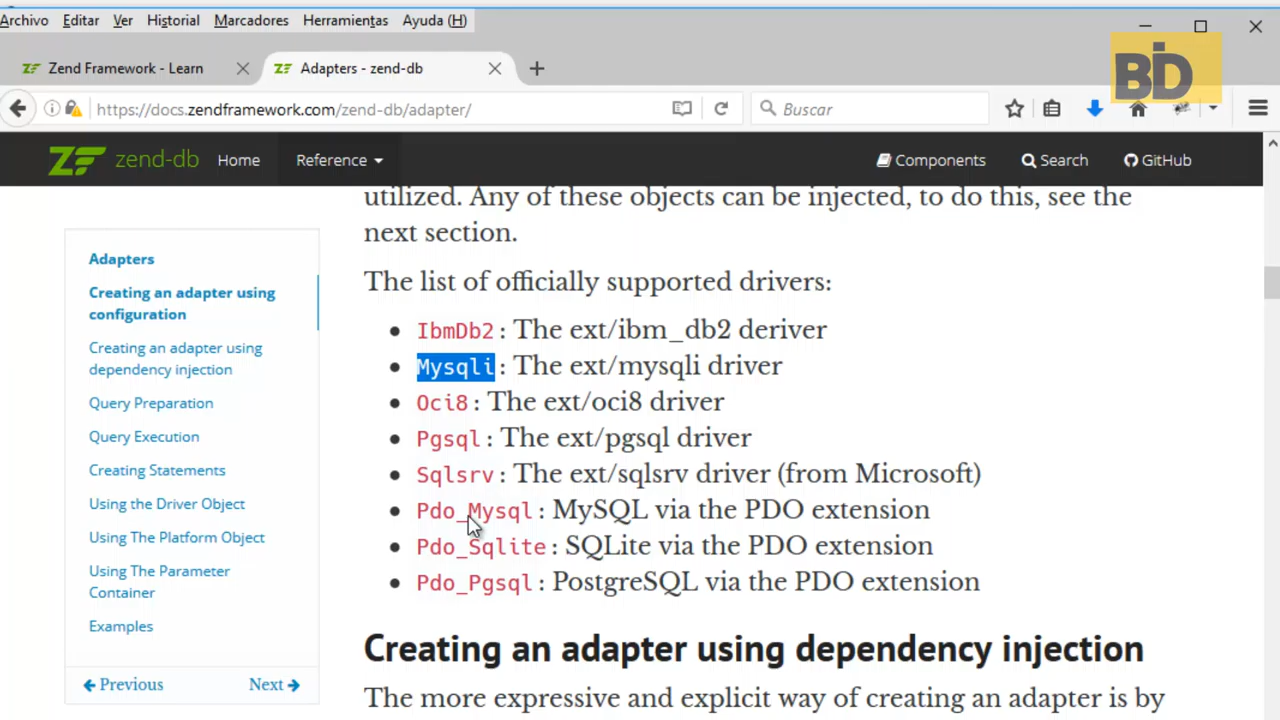 Archivo Editar Ver Historial Marcadores Herramientas Ayuda (H)
Zend Framework - Learn
Adapters - zend-db
BID
https://docs.zendframework.com/zend-db/adapter/
Buscar
zend-db Home Reference Components Search GitHub
utilized. Any of these objects can be injected, to do this, see the
next section.
The list of officially supported drivers:
IbmDb2: The ext/ibm_db2 deriver
Mysqli: The ext/mysqli driver
Oci8: The ext/oci8 driver
Pgsql: The ext/pgsql driver
Sqlsrv: The ext/sqlsrv driver (from Microsoft)
Pdo_Mysql: MySQL via the PDO extension
Pdo_Sqlite: SQLite via the PDO extension
Pdo_Pgsql: PostgreSQL via the PDO extension
Creating an adapter using dependency injection
The more expressive and explicit way of creating an adapter is by
Adapters
Creating an adapter using
configuration
Creating an adapter using
dependency injection
Query Preparation
Query Execution
Creating Statements
Using the Driver Object
Using The Platform Object
Using The Parameter
Container
Examples
Previous Next